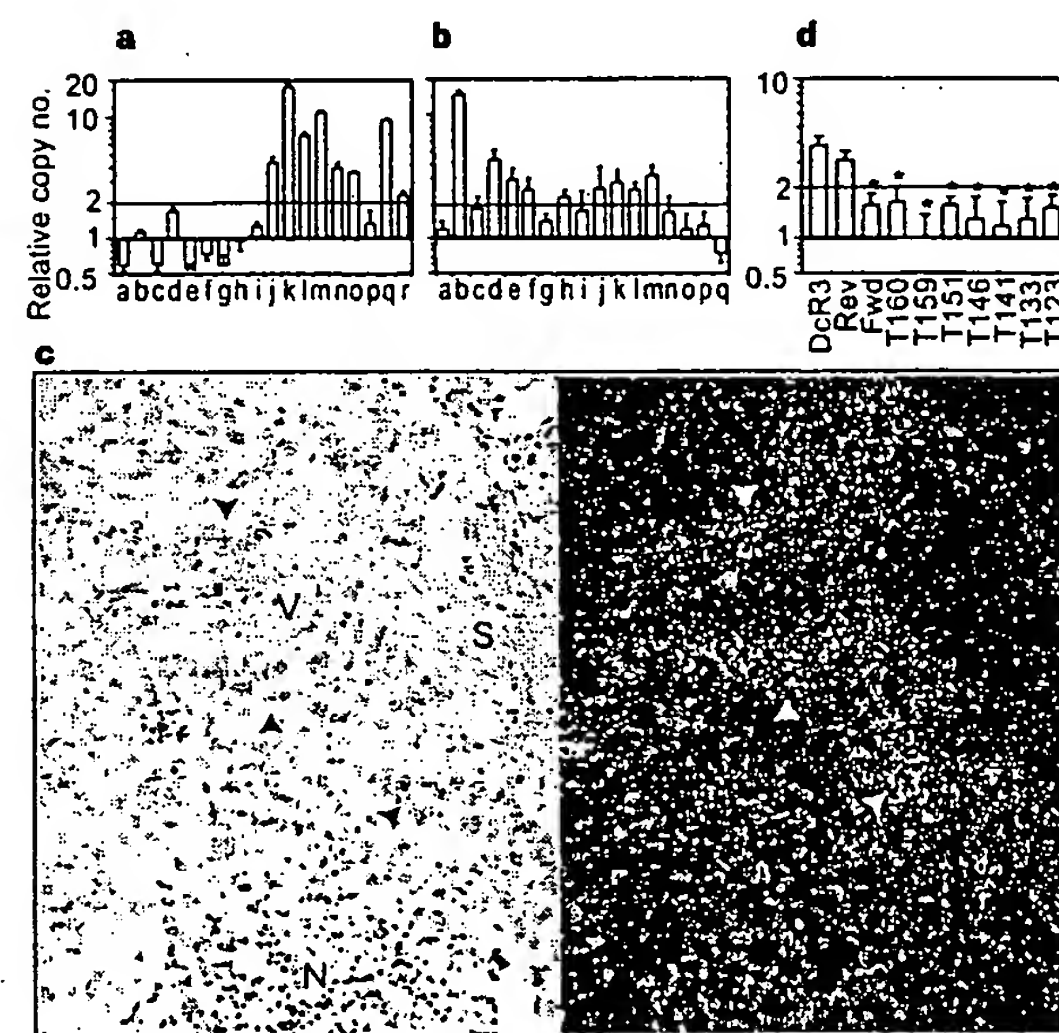 a
b
d
Relative copy no.
20
10
2
1
0.5
abcdefghijklmnopqr
abcdefghijklmnopq
10
2
1
0.5
DcR3
Rev
Fwd
T160
T159
T151
T146
T141
T133
T123
c
V
S
N